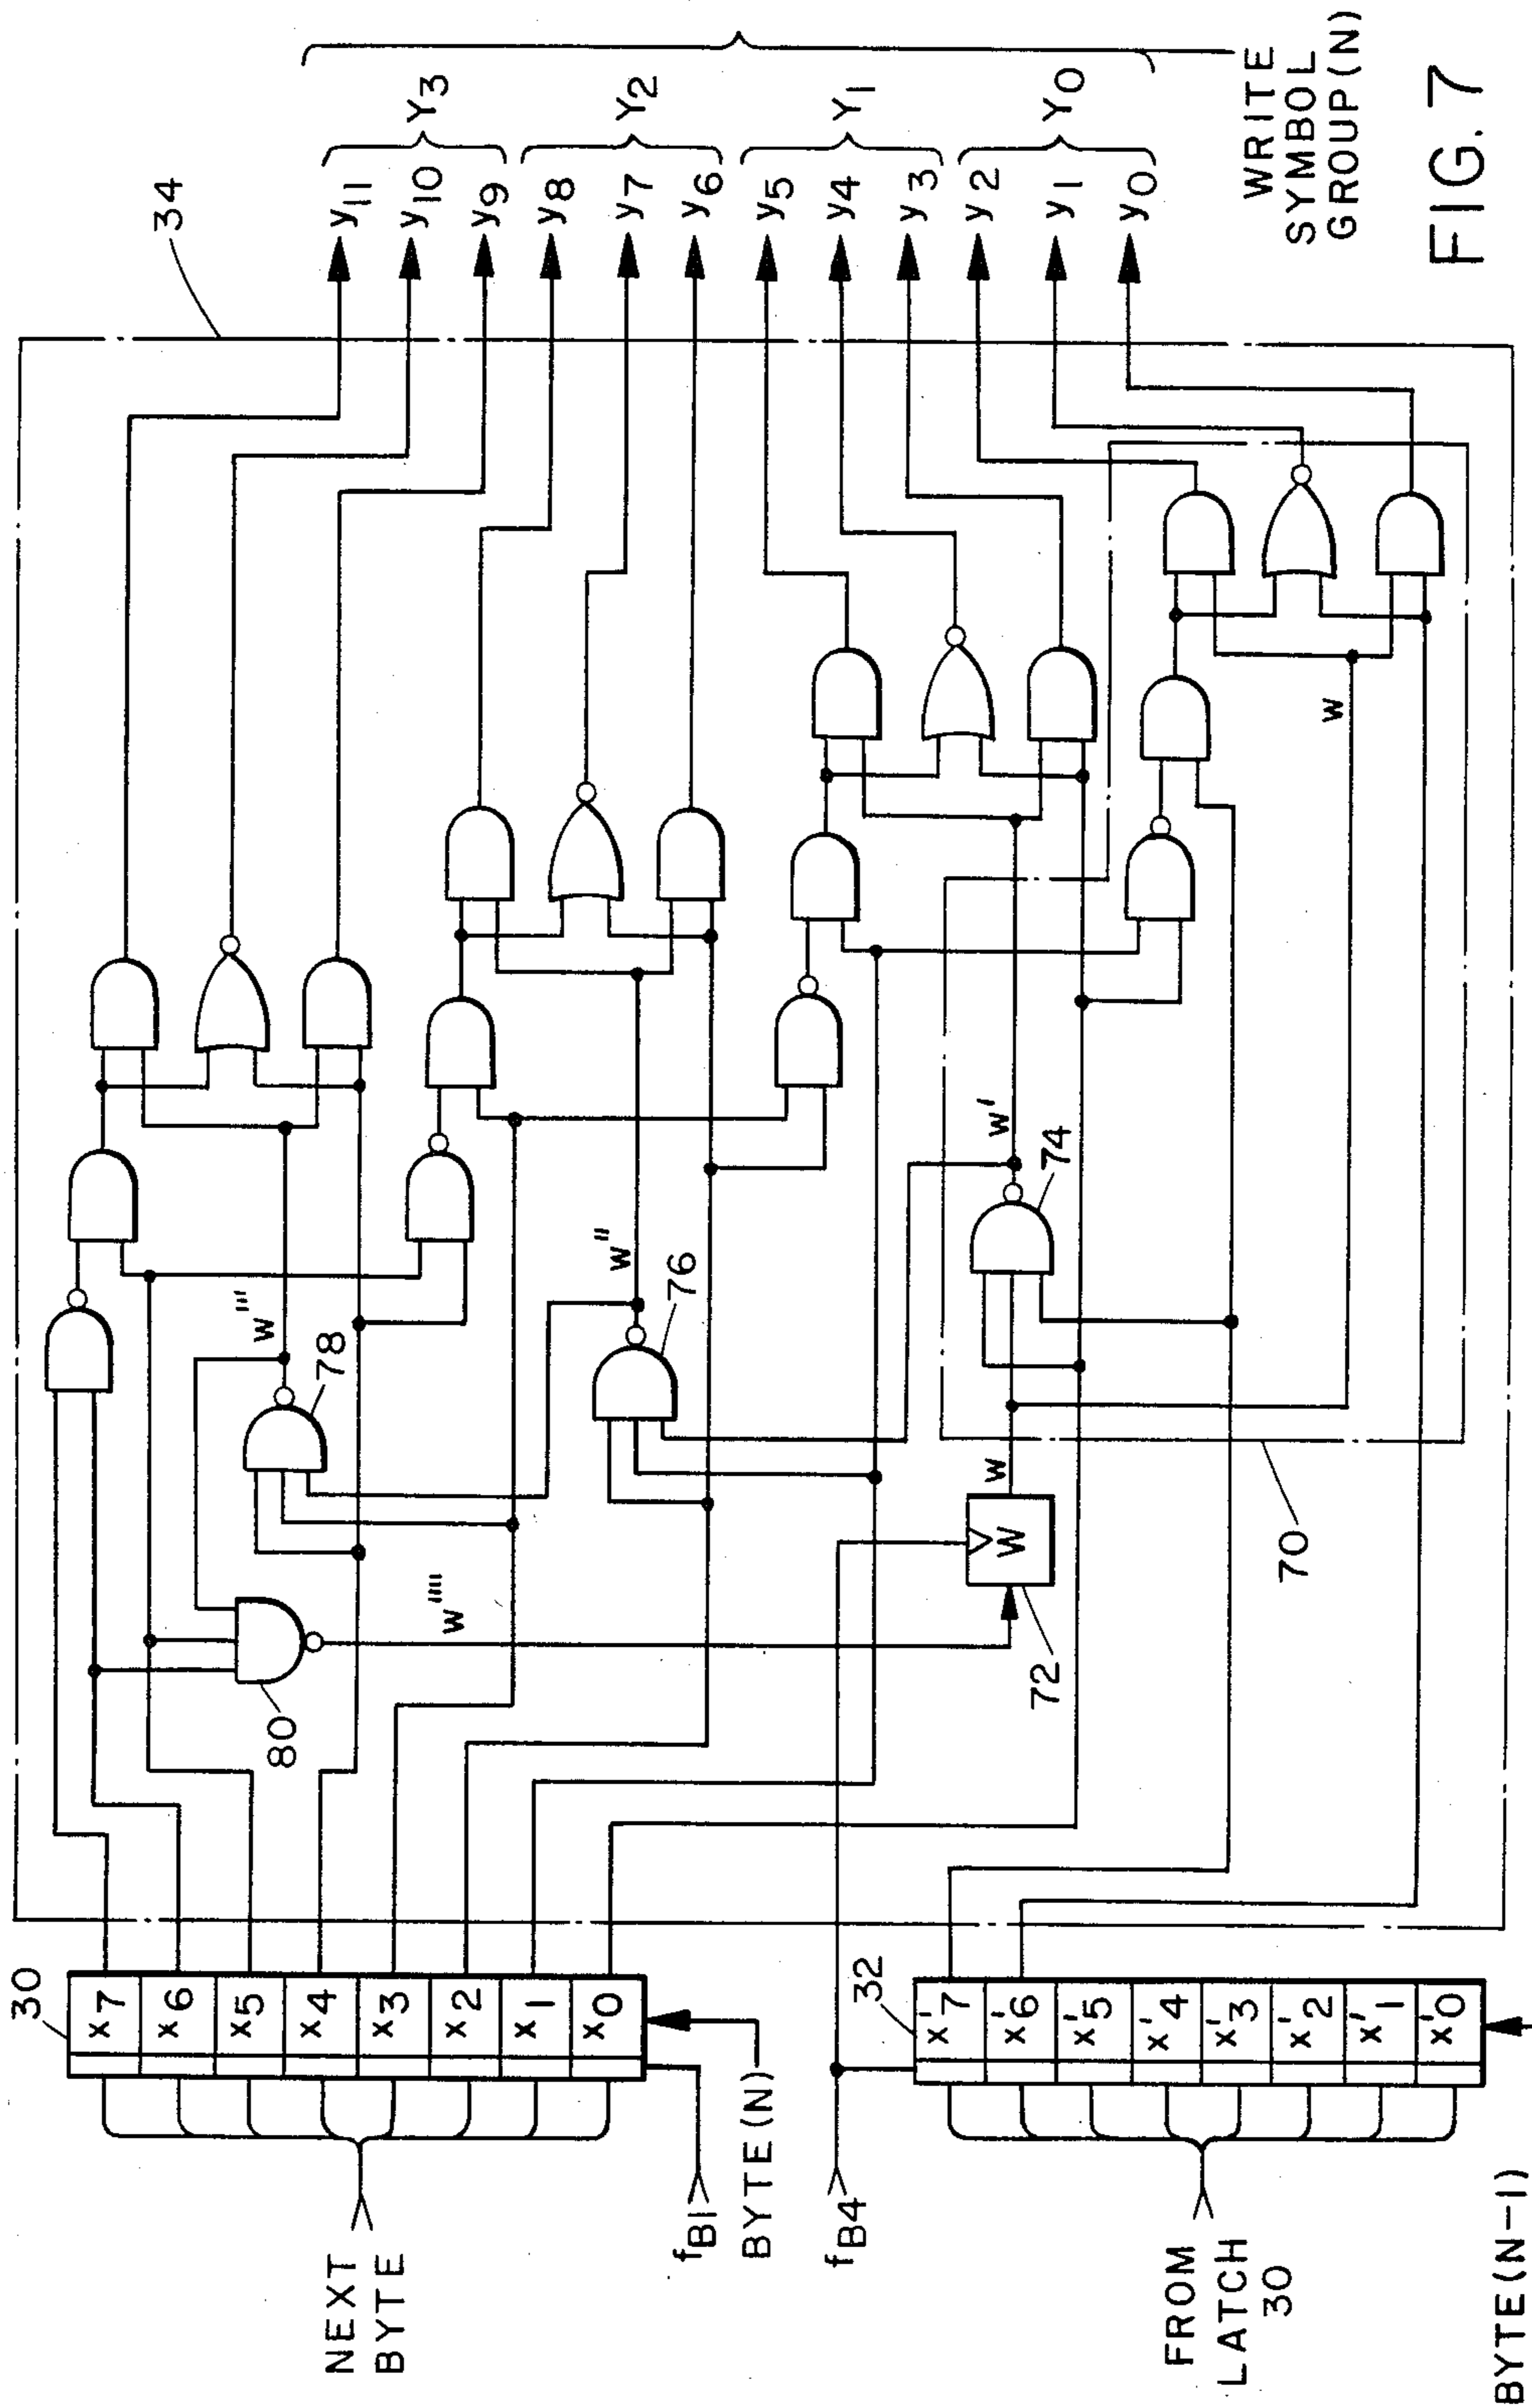 34
y11
y10
y9
y8
y7
y6
y5
y4
y3
y2
y1
y0
Y3
Y2
Y1
Y0
WRITE
SYMBOL
GROUP(N)
FIG. 7
w'''
78
w''
76
w'
74
w
w
80
w''''
W
72
70
30
x7
x6
x5
x4
x3
x2
x1
x0
NEXT
BYTE
fB1
BYTE(N)
fB4
32
x'7
x'6
x'5
x'4
x'3
x'2
x'1
x'0
FROM
LATCH
30
BYTE(N-1)